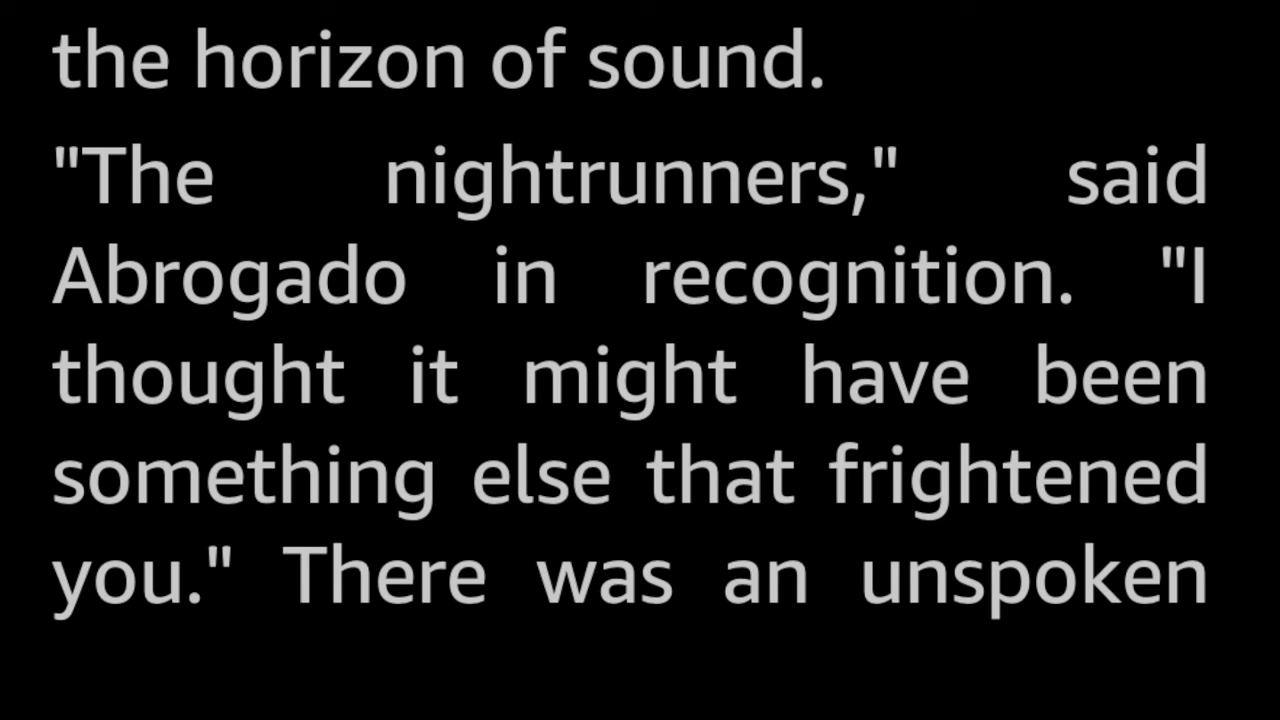 the horizon of sound.
"The nightrunners," said
Abrogado in recognition. "I
thought it might have been
something else that frightened
you." There was an unspoken